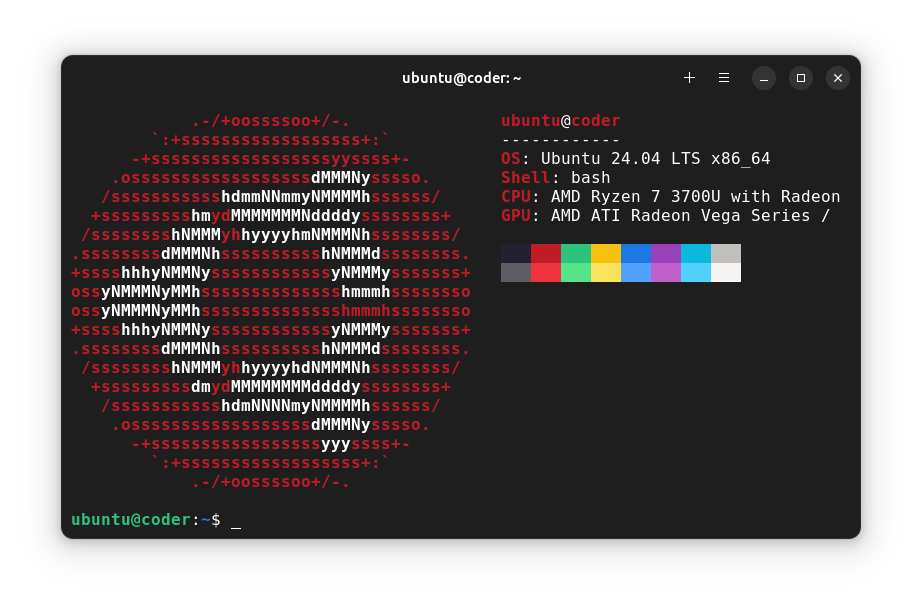 ubuntu@coder: ~
.-/+oossssoo+/-.
`:+ssssssssssssssssss+:`
-+ssssssssssssssssssyyssss+-
.ossssssssssssssssssdMMMNysssso.
/ssssssssssshdmmNNmmyNMMMMhssssss/
+ssssssssshmydMMMMMMMNddddyssssssss+
/sssssssshNMMMyhhyyyyhmNMMMNhssssssss/
.ssssssssdMMMNhsssssssssshNMMMdssssssss.
+sssshhhyNMMNyssssssssssssyNMMMysssssss+
ossyNMMMNyMMhsssssssssssssshmmmhssssssso
ossyNMMMNyMMhsssssssssssssshmmmhssssssso
+sssshhhyNMMNyssssssssssssyNMMMysssssss+
.ssssssssdMMMNhsssssssssshNMMMdssssssss.
/sssssssshNMMMyhhyyyyhdNMMMNhssssssss/
+sssssssssdmydMMMMMMMMddddyssssssss+
/ssssssssssshdmNNNNmyNMMMMhssssss/
.ossssssssssssssssssdMMMNysssso.
-+sssssssssssssssssyyyssss+-
`:+ssssssssssssssssss+:`
.-/+oossssoo+/-.
ubuntu@coder
------------
OS: Ubuntu 24.04 LTS x86_64
Shell: bash
CPU: AMD Ryzen 7 3700U with Radeon
GPU: AMD ATI Radeon Vega Series /
ubuntu@coder:~$ _